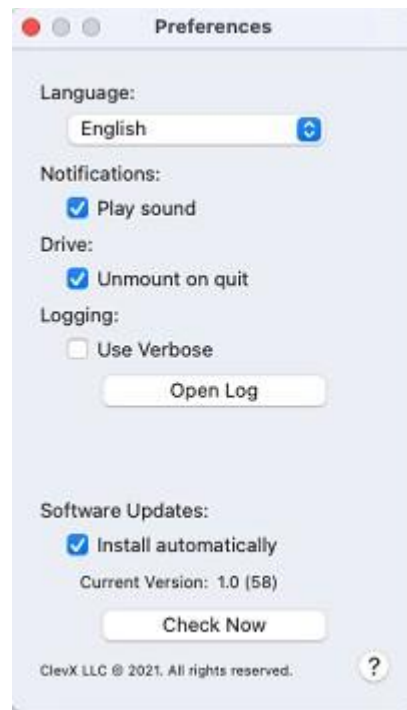 Preferences
Language:
English
Notifications:
Play sound
Drive:
Unmount on quit
Logging:
Use Verbose
Open Log
Software Updates:
Install automatically
Current Version: 1.0 (58)
Check Now
ClevX LLC © 2021. All rights reserved.
?